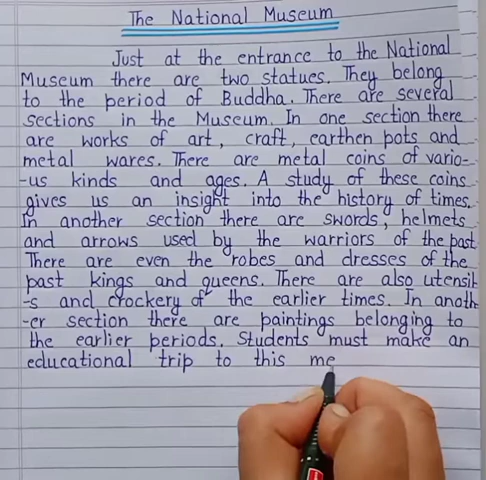 The National Museum
Just at the entrance to the National
Museum there are two statues. They belong
to the period of Buddha. There are several
sections in the Museum. In one section there
are works of art, craft, earthen pots and
metal wares. There are metal coins of vario-
-us kinds and ages. A study of these coins
gives us an insight into the history of times.
In another section there are swords, helmets
and arrows used by the warriors of the past
There are even the robes and dresses of the
past kings and queens. There are also utensil
-s and crockery of the earlier times. In anoth
-er section there are paintings belonging to
the earlier periods. Students must make an
educational trip to this me